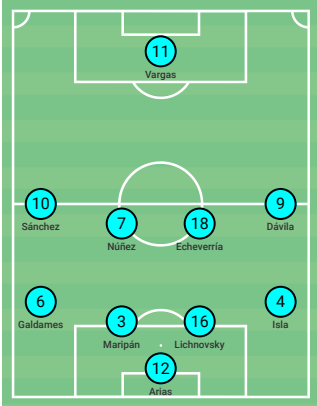 11
Vargas
10
Sánchez
9
Dávila
7
Núñez
18
Echeverría
6
Galdames
4
Isla
3
Maripán
16
Lichnovsky
12
Arias